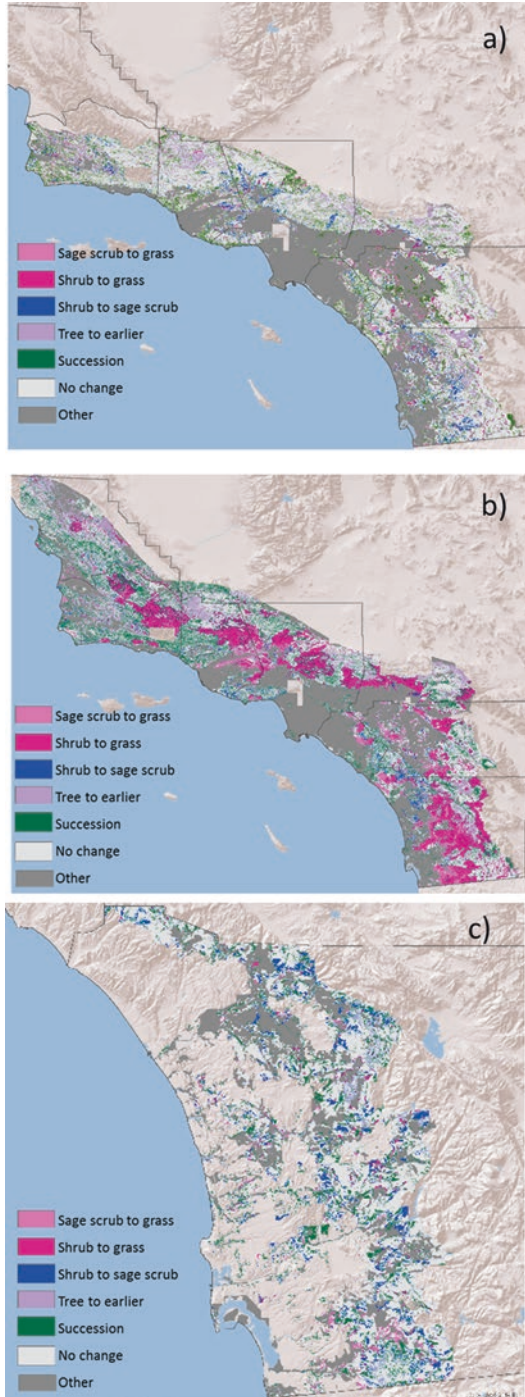 a)
Sage scrub to grass
Shrub to grass
Shrub to sage scrub
Tree to earlier
Succession
No change
Other
b)
Sage scrub to grass
Shrub to grass
Shrub to sage scrub
Tree to earlier
Succession
No change
Other
c)
Sage scrub to grass
Shrub to grass
Shrub to sage scrub
Tree to earlier
Succession
No change
Other